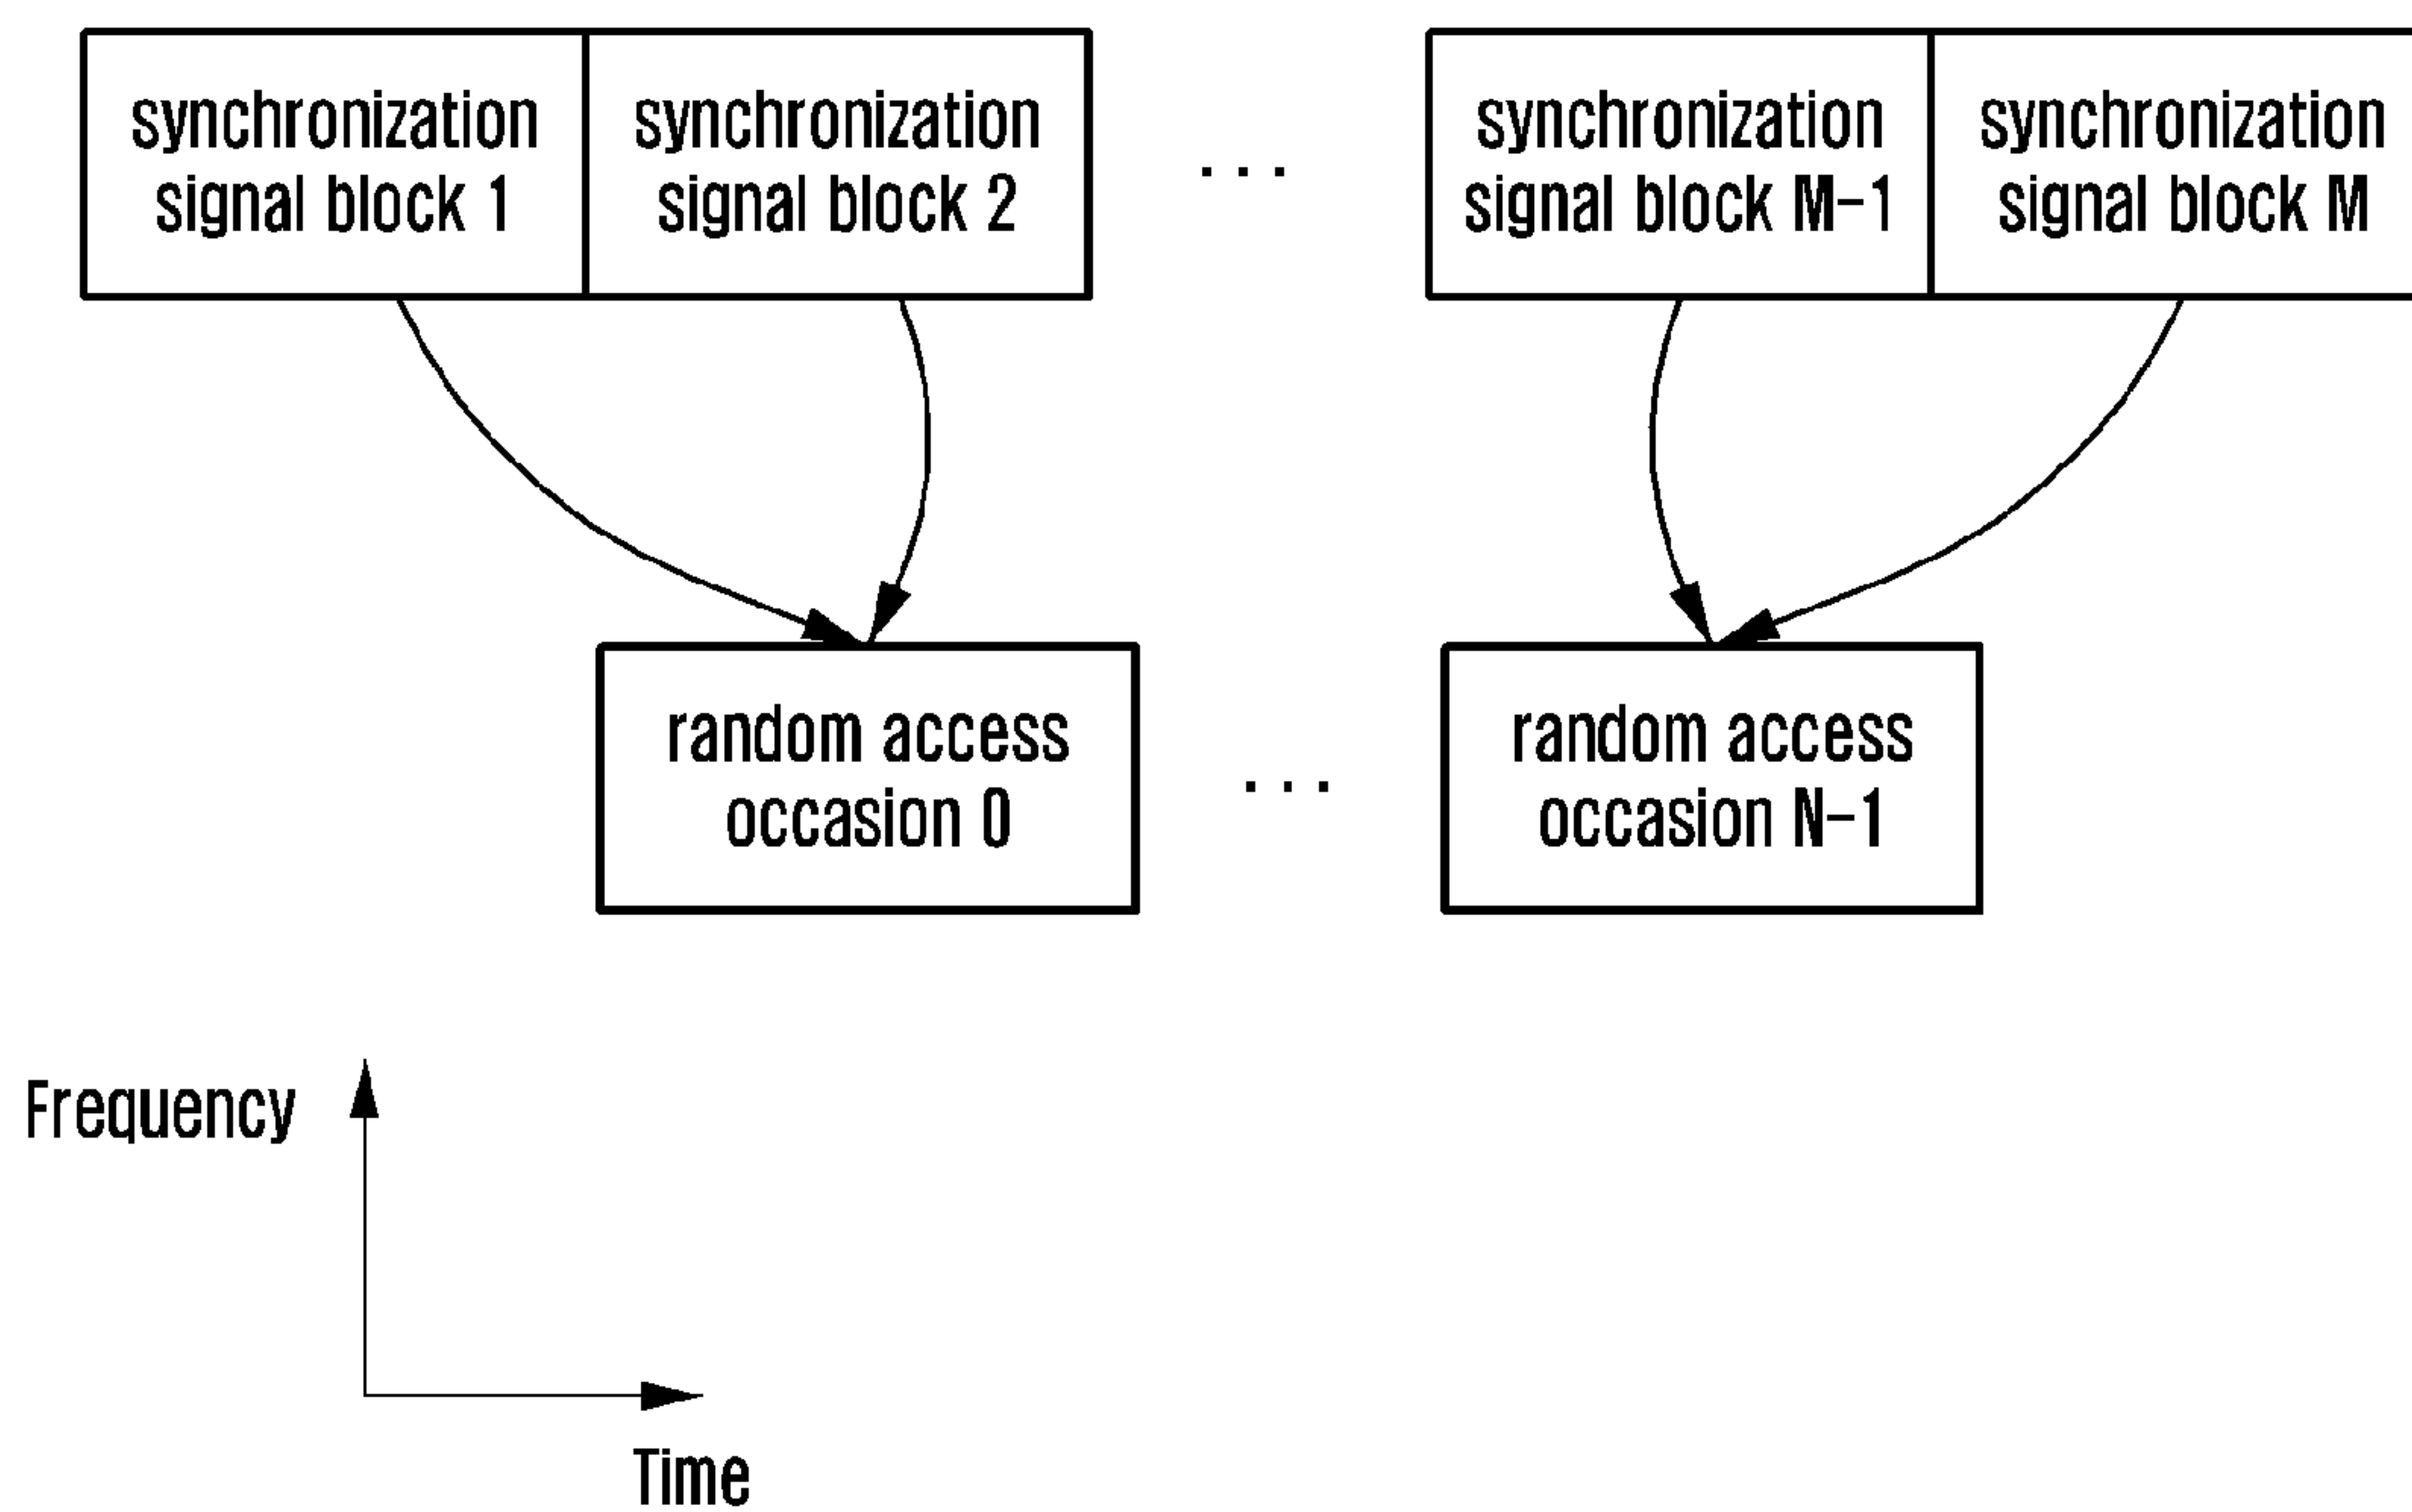 synchronization
signal block 1
synchronization
signal block 2
...
synchronization
signal block M-1
synchronization
signal block M
random access
occasion 0
...
random access
occasion N-1
Frequency
Time